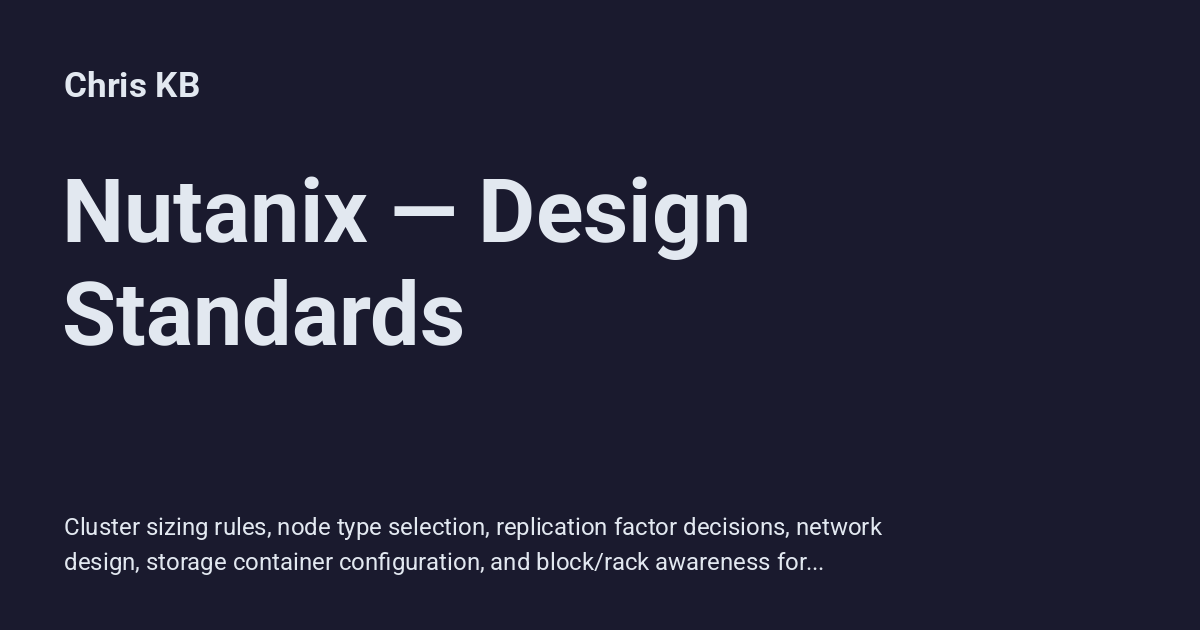 Chris KB
Nutanix — Design
Standards
Cluster sizing rules, node type selection, replication factor decisions, network
design, storage container configuration, and block/rack awareness for...